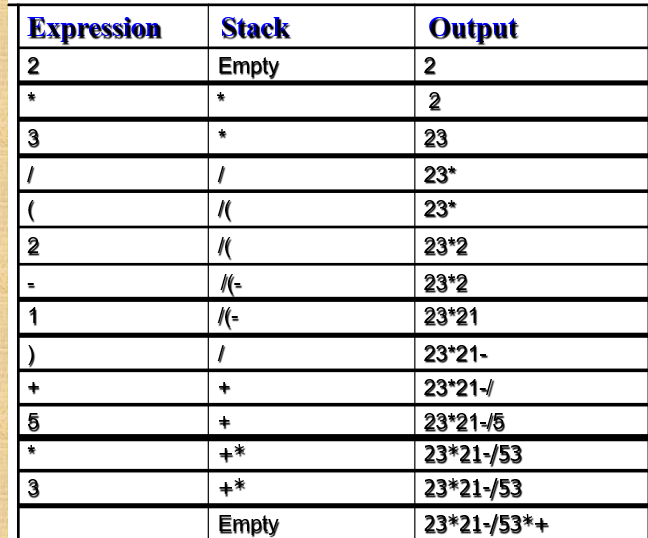 Expression Stack Output
2 Empty 2
* * 2
3 * 23
/ / 23*
( /( 23*
2 /( 23*2
- /(- 23*2
1 /(- 23*21
) / 23*21-
+ + 23*21-/
5 + 23*21-/5
* +* 23*21-/53
3 +* 23*21-/53
Empty 23*21-/53*+